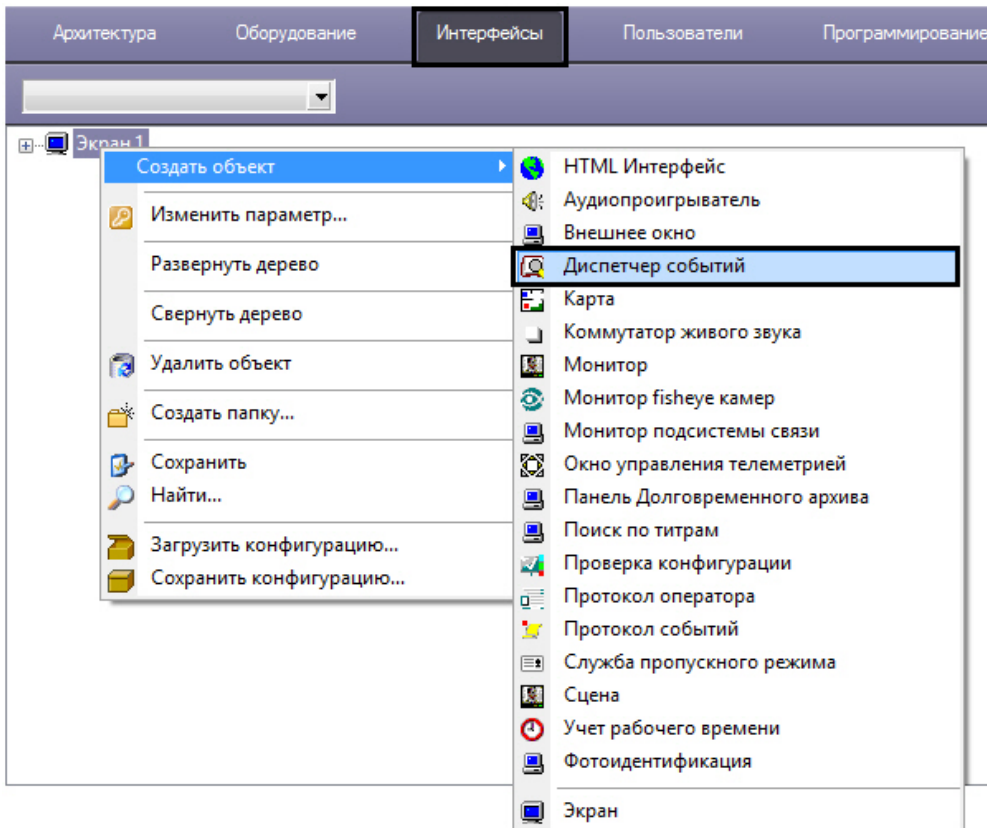 Архитектура Оборудование Интерфейсы Пользователи Программирование
Экран 1
Создать объект
Изменить параметр...
Развернуть дерево
Свернуть дерево
Удалить объект
Создать папку...
Сохранить
Найти...
Загрузить конфигурацию...
Сохранить конфигурацию...
HTML Интерфейс
Аудиопроигрыватель
Внешнее окно
Диспетчер событий
Карта
Коммутатор живого звука
Монитор
Монитор fisheye камер
Монитор подсистемы связи
Окно управления телеметрией
Панель Долговременного архива
Поиск по титрам
Проверка конфигурации
Протокол оператора
Протокол событий
Служба пропускного режима
Сцена
Учет рабочего времени
Фотоидентификация
Экран